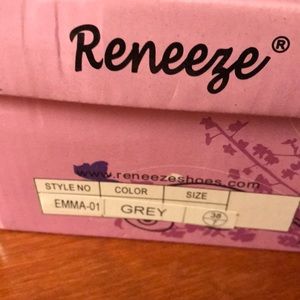 Reneeze®
www.reneezeshoes.com
STYLE NO COLOR SIZE
EMMA-01 GREY 38